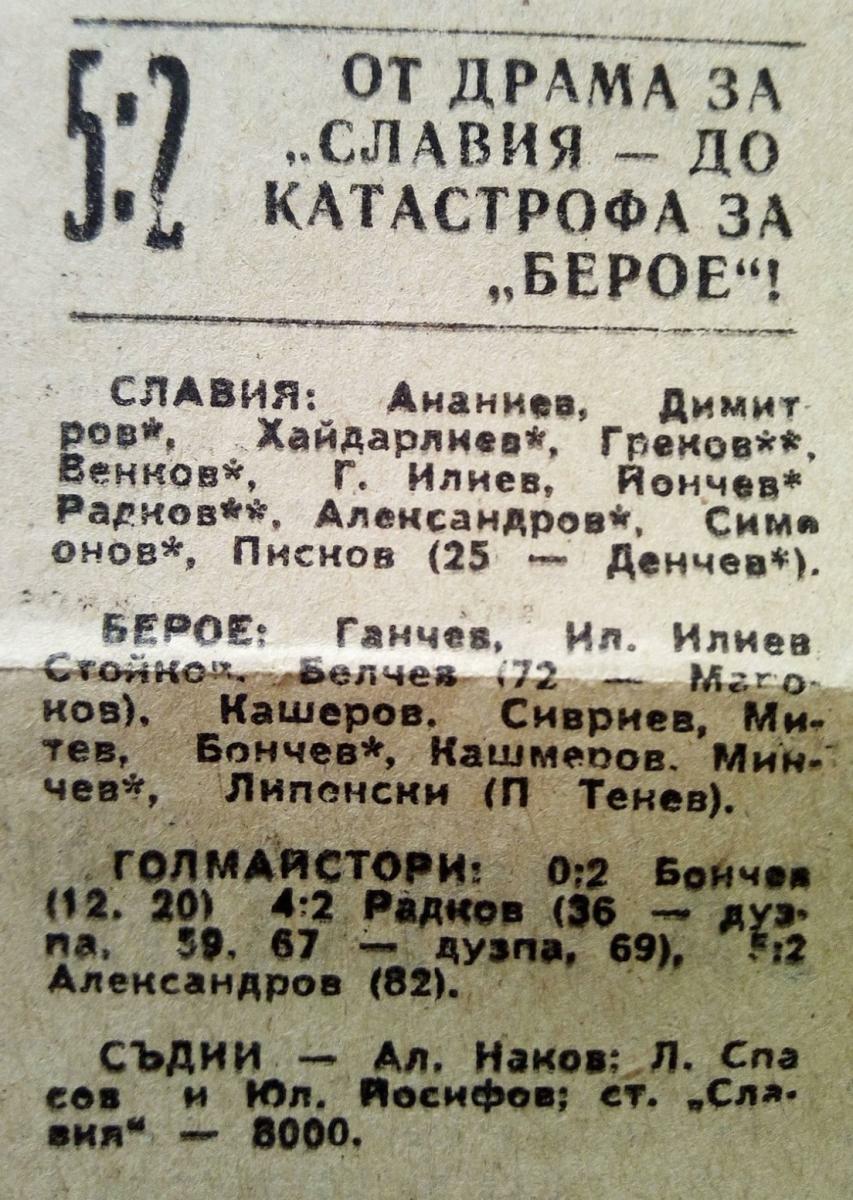 5:2
ОТ ДРАМА ЗА
„СЛАВИЯ — ДО
КАТАСТРОФА ЗА
„БЕРОЕ“!
СЛАВИЯ: Ананиев, Димит
ров*, Хайдарлиев*, Греков**,
Венков*, Г. Илиев, Йончев*
Радков**, Александров*, Симе
онов*, Писков (25 — Денчев*).
БЕРОЕ: Ганчев, Ил. Илиев
Стойков, Белчев (72 —
ков), Кашеров. Сивриев, Ми-
тев, Бончев*, Кашмеров. Мин-
чев*, Липенски (П Тенев).
ГОЛМАЙСТОРИ: 0:2 Бончев
(12. 20) 4:2 Радков (36 — дуз-
па, 59. 67 — дузпа, 69), 5:2
Александров (82).
СЪДИИ — Ал. Наков; Л. Спа
сов и Юл. Йосифов; ст. „Сла-
вия“ — 8000.